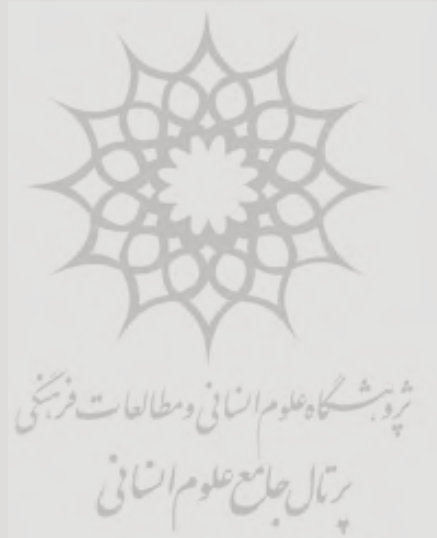 پژوهشگاه علوم انسانی و مطالعات فرهنگی
پرتال جامع علوم انسانی